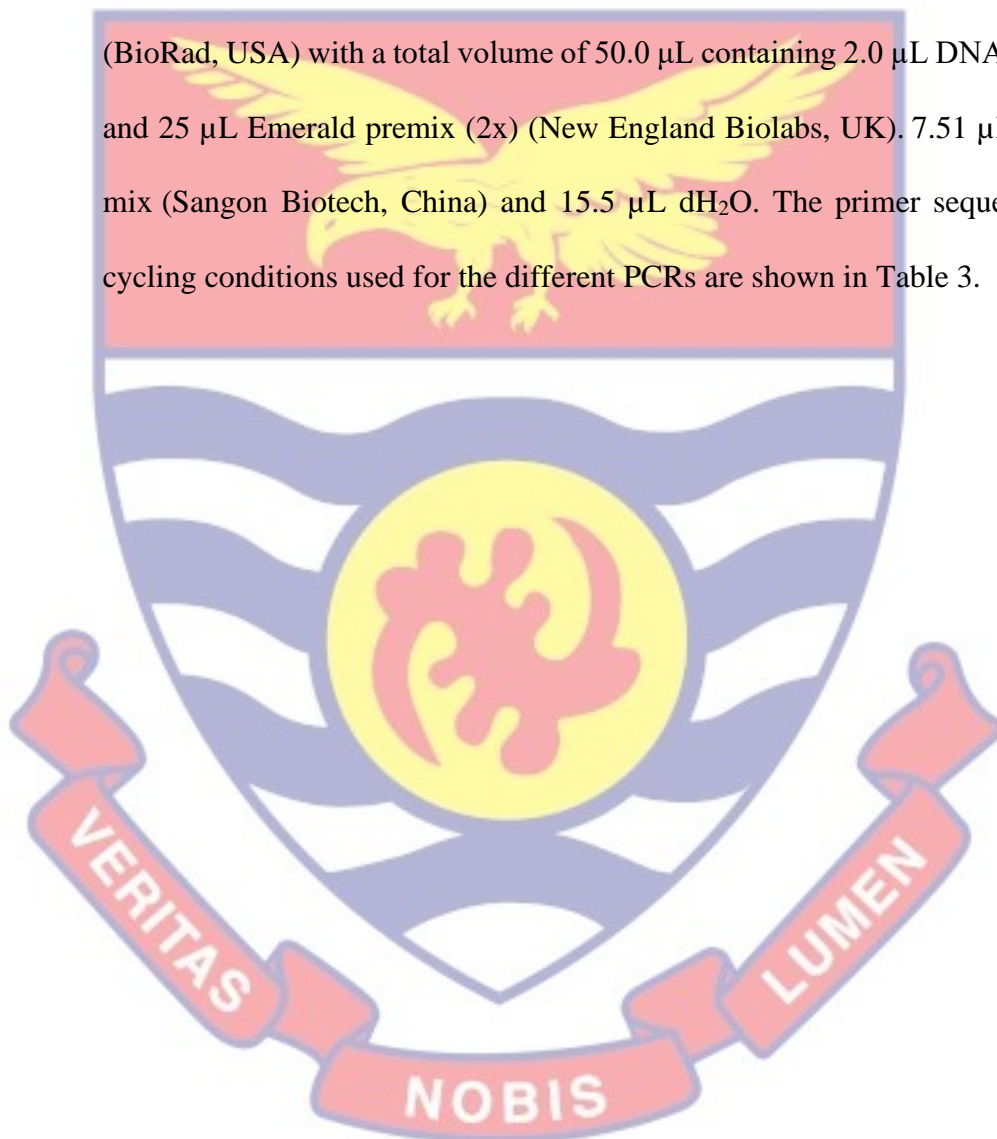 (BioRad, USA) with a total volume of 50.0 µL containing 2.0 µL DNA
and 25 µL Emerald premix (2x) (New England Biolabs, UK). 7.51 µ
mix (Sangon Biotech, China) and 15.5 µL dH₂O. The primer seque
cycling conditions used for the different PCRs are shown in Table 3.
VERITAS
NOBIS
LUMEN